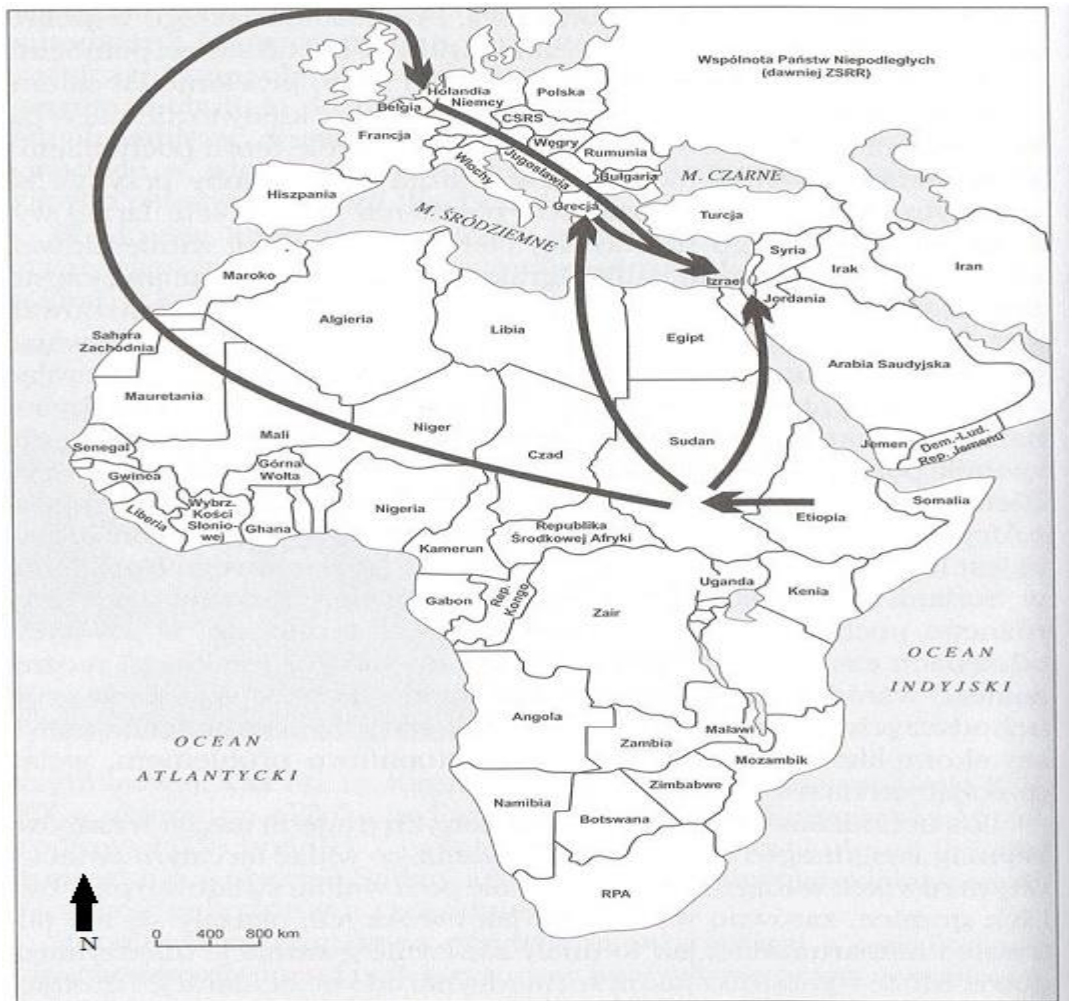 Wspólnota Państw Niepodległych
(dawniej ZSRR)
Holandia
Niemcy
Polska
Belgia
CSRS
Francja
Węgry
Rumunia
Jugosławia
Włochy
Bułgaria
M. CZARNE
Hiszpania
Grecja
Turcja
M. ŚRÓDZIEMNE
Syria
Irak
Iran
Maroko
Izrael
Jordania
Algieria
Libia
Egipt
Sahara
Zachodnia
Arabia Saudyjska
Mauretania
Niger
Mali
Sudan
Czad
Senegal
Jemen
Dem.-Lud.
Rep. Jamenu
Górna
Wolta
Gwinea
Somalia
Liberia
Wybrz.
Kości
Słonio-
wej
Ghana
Nigeria
Etiopia
Republika
Środkowej Afryki
Kamerun
Uganda
Kenia
Gabon
Rep.
Kongo
Zair
OCEAN
INDYJSKI
Angola
Malawi
OCEAN
ATLANTYCKI
Zambia
Mozambik
Zimbabwe
Namibia
Botswana
RPA
N
0 400 800 km